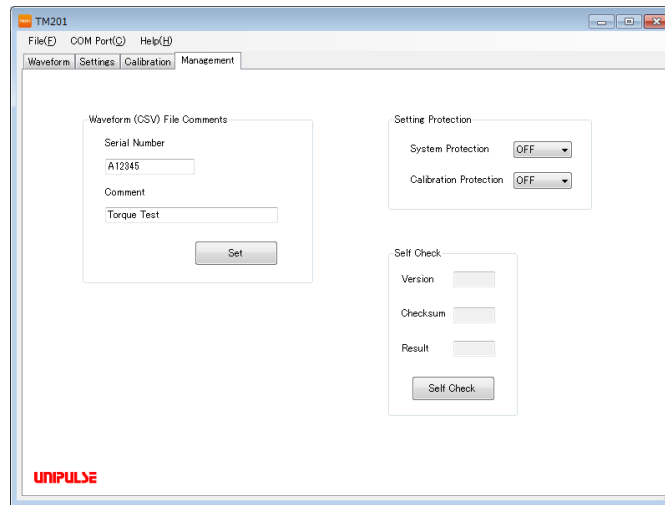 TM201
File(F) COM Port(C) Help(H)
Waveform Settings Calibration Management
Waveform (CSV) File Comments
Serial Number
A12345
Comment
Torque Test
Set
Setting Protection
System Protection OFF
Calibration Protection OFF
Self Check
Version
Checksum
Result
Self Check
UNIPULSE